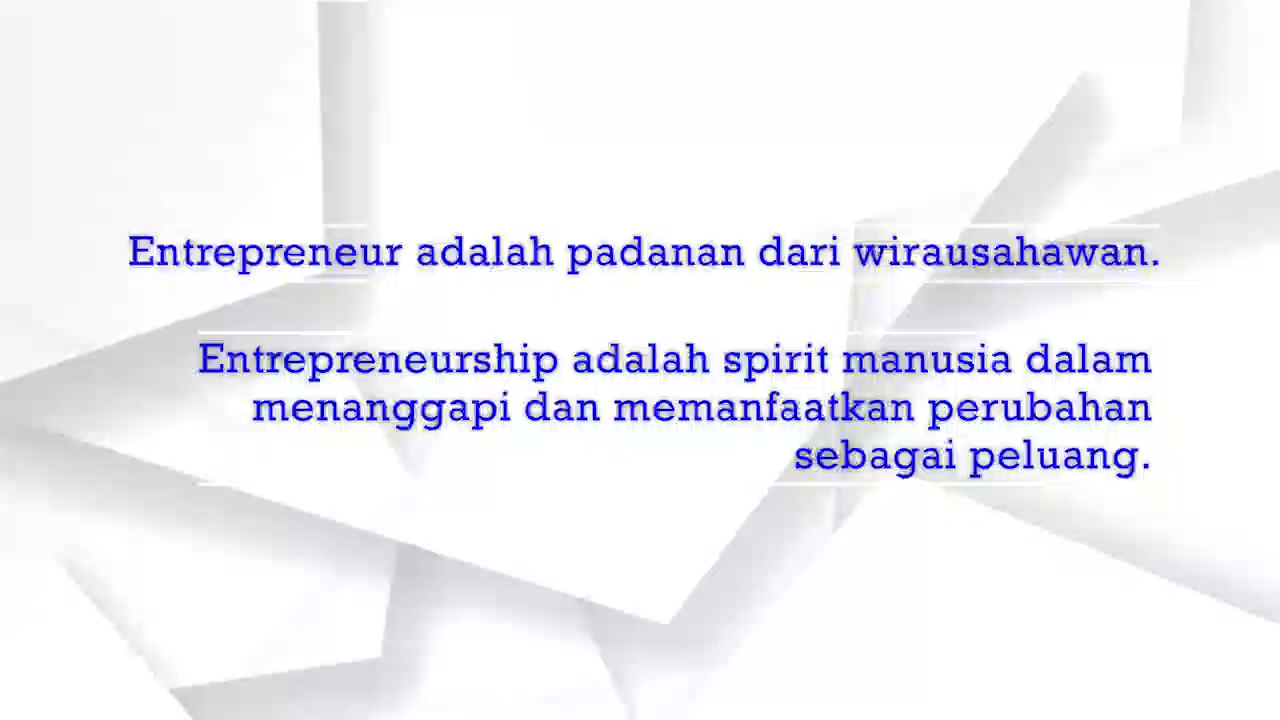 Entrepreneur adalah padanan dari wirausahawan.
Entrepreneurship adalah spirit manusia dalam
menanggapi dan memanfaatkan perubahan
sebagai peluang.